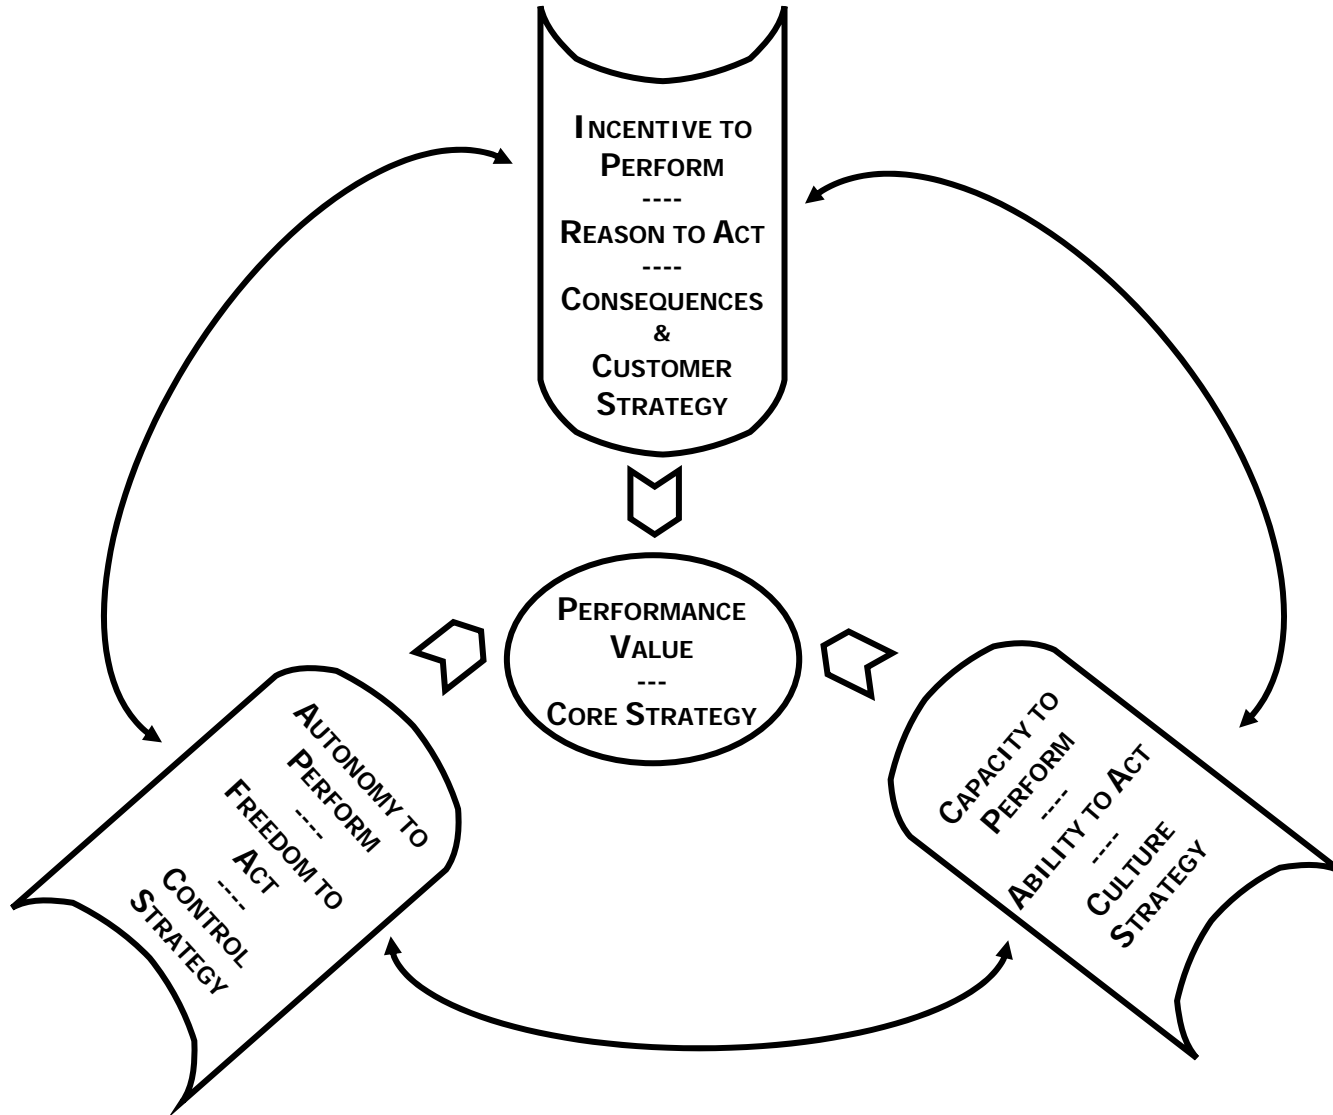 INCENTIVE TO
PERFORM
----
REASON TO ACT
----
CONSEQUENCES
&
CUSTOMER
STRATEGY
PERFORMANCE
VALUE
---
CORE STRATEGY
AUTONOMY TO
PERFORM
----
FREEDOM TO
ACT
----
CONTROL
STRATEGY
CAPACITY TO
PERFORM
----
ABILITY TO ACT
----
CULTURE
STRATEGY